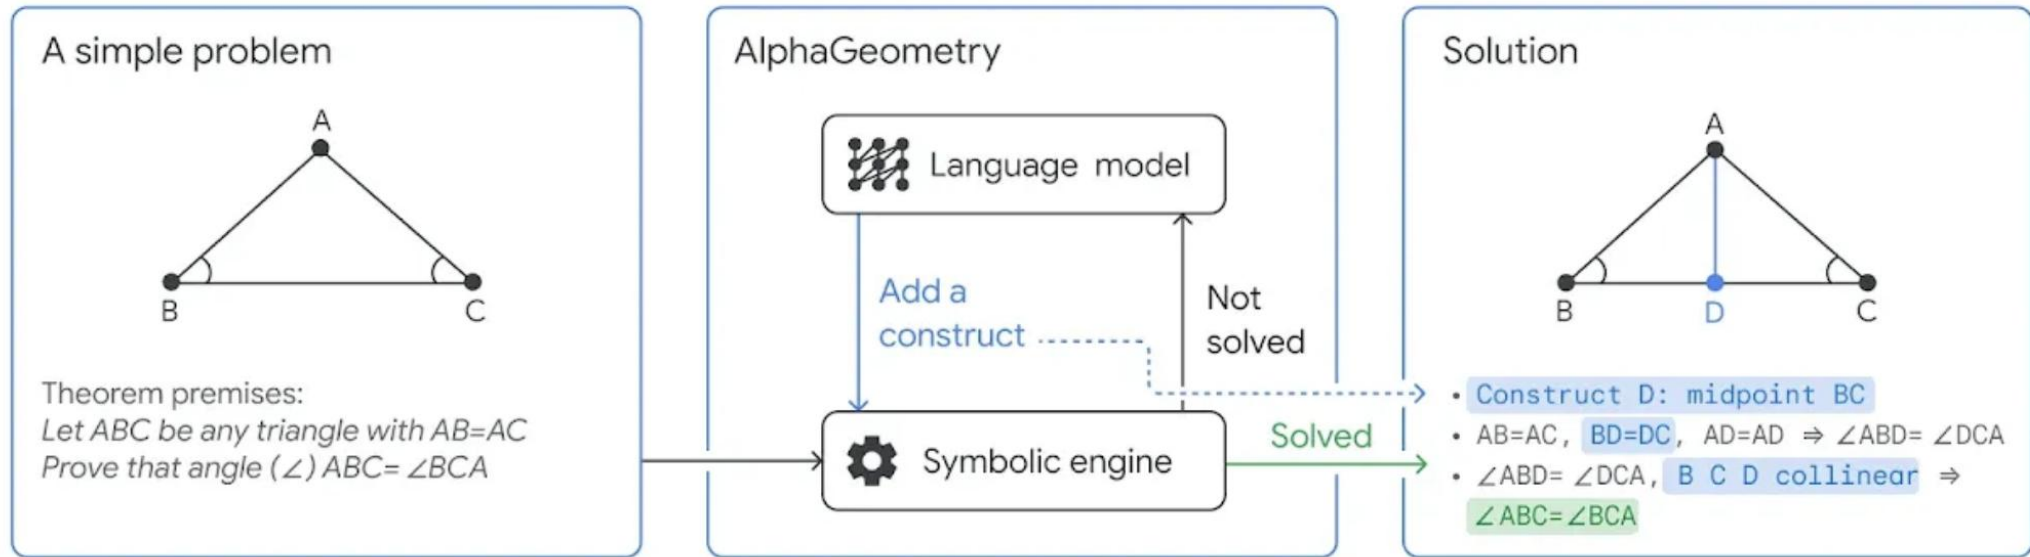 A simple problem
A
B
C
Theorem premises:
Let ABC be any triangle with AB=AC
Prove that angle (∠) ABC= ∠BCA
AlphaGeometry
Language model
Add a
construct
Not
solved
Symbolic engine
Solved
Solution
A
B
D
C
• Construct D: midpoint BC
• AB=AC, BD=DC, AD=AD ⇒ ∠ABD= ∠DCA
• ∠ABD= ∠DCA, B C D collinear ⇒
∠ABC=∠BCA